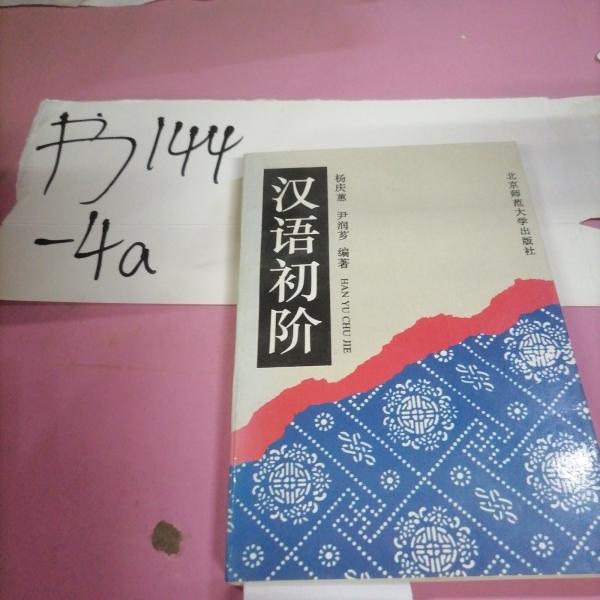 书144
-4a
汉语初阶
杨庆蕙 尹润芗 编著
HAN YU CHU JIE
北京师范大学出版社